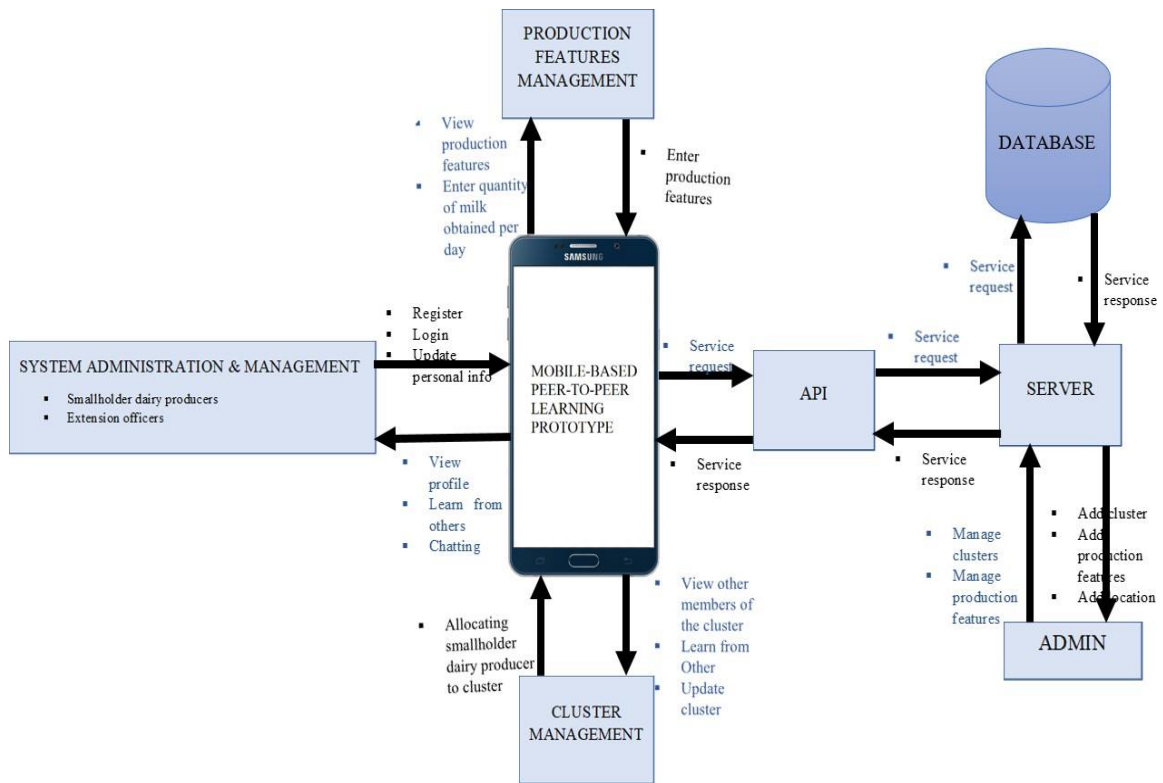 PRODUCTION
FEATURES
MANAGEMENT
View
production
features
Enter quantity
of milk
obtained per
day
Enter
production
features
DATABASE
Service
request
Service
response
SAMSUNG
Register
Login
Update
personal info
SYSTEM ADMINISTRATION & MANAGEMENT
Smallholder dairy producers
Extension officers
MOBILE-BASED
PEER-TO-PEER
LEARNING
PROTOTYPE
Service
request
API
Service
request
SERVER
View
profile
Learn from
others
Chatting
Service
response
Service
response
Manage
clusters
Manage
production
features
Add cluster
Add
production
features
Add location
ADMIN
Allocating
smallholder
dairy producer
to cluster
View other
members of
the cluster
Learn from
Other
Update
cluster
CLUSTER
MANAGEMENT